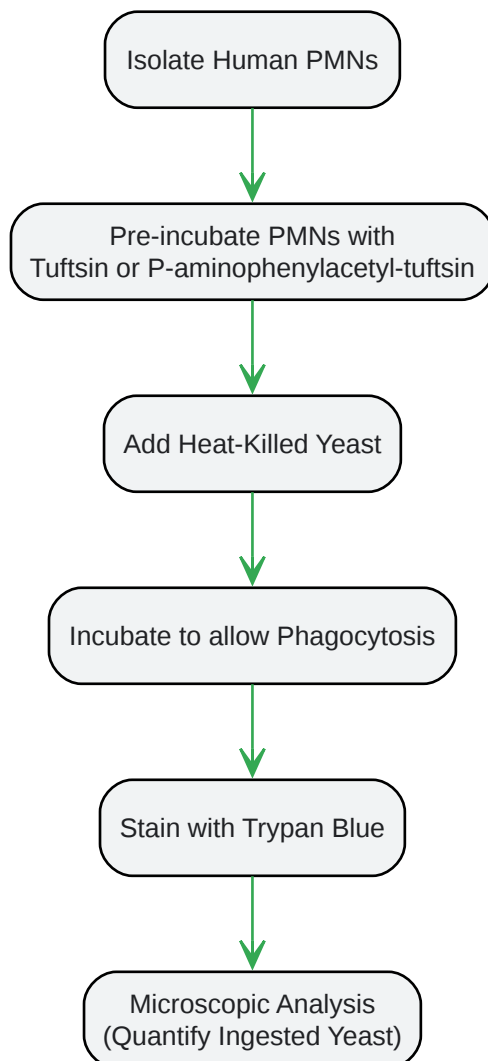 Isolate Human PMNs
Pre-incubate PMNs with
Tuftsin or P-aminophenylacetyl-tuftsin
Add Heat-Killed Yeast
Incubate to allow Phagocytosis
Stain with Trypan Blue
Microscopic Analysis
(Quantify Ingested Yeast)